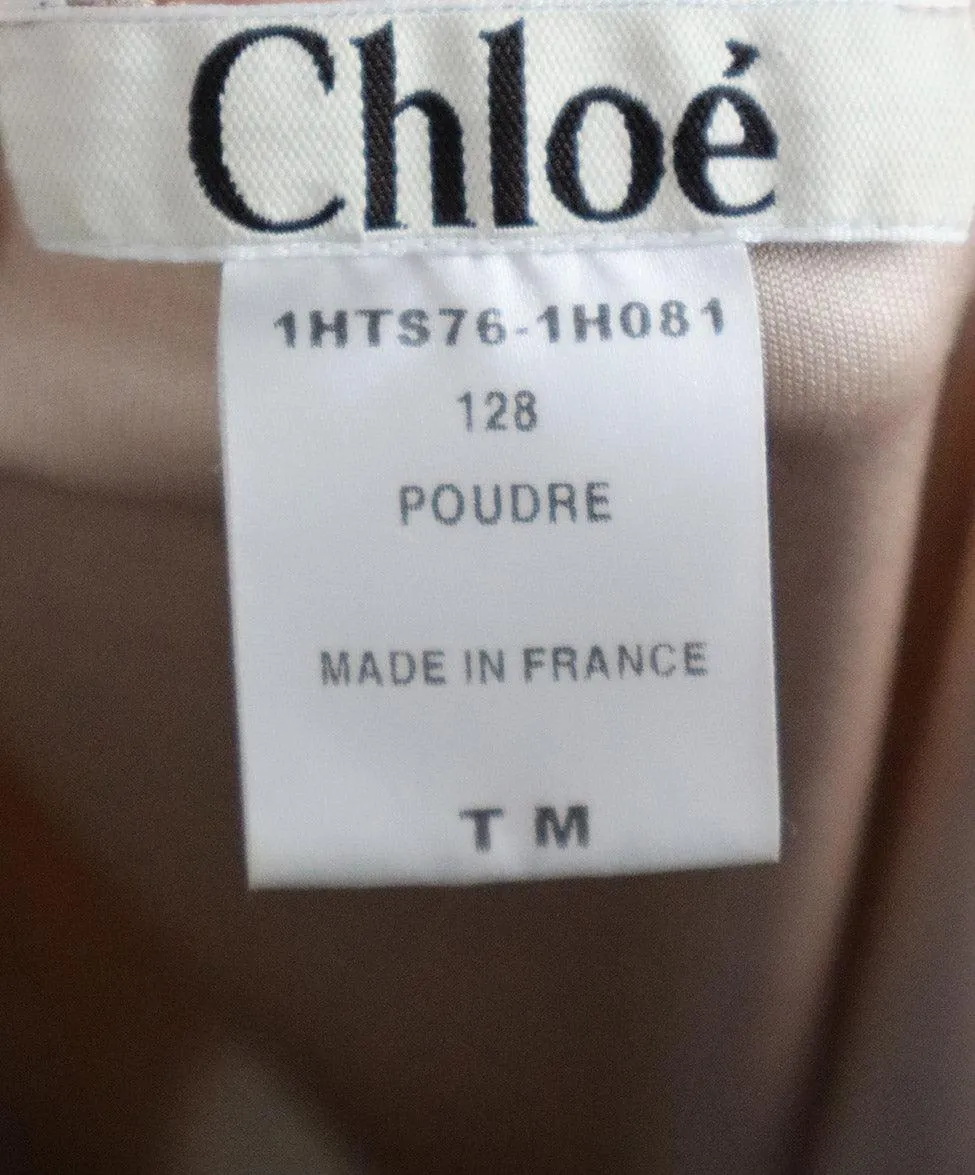 Chloé
1HTS76-1H081
128
POUDRE
MADE IN FRANCE
T M